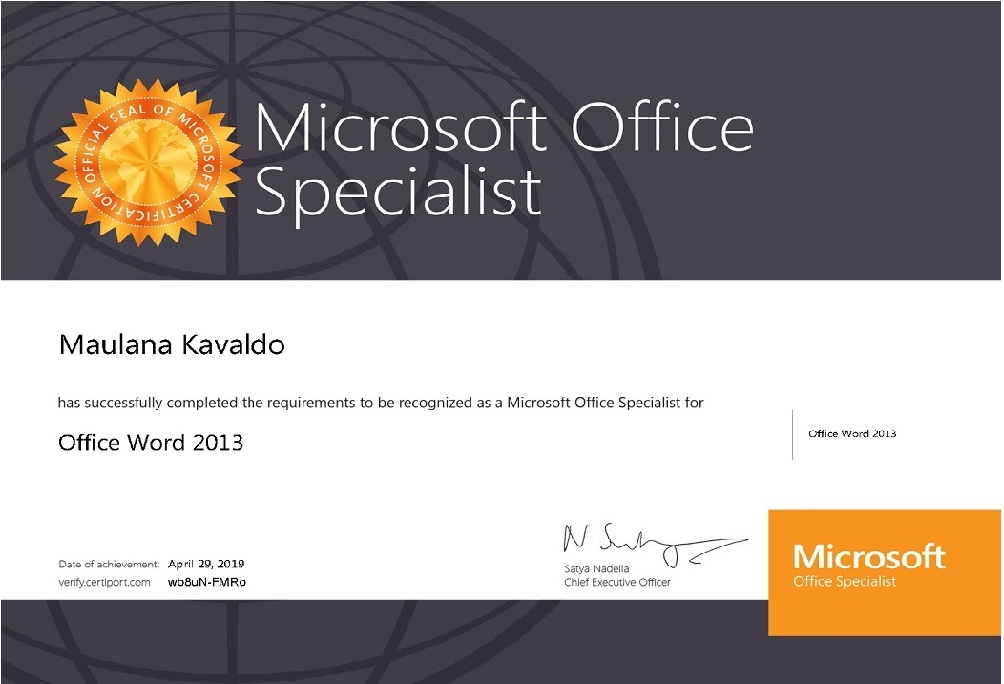 OFFICIAL SEAL OF MICROSOFT CERTIFICATION
Microsoft Office
Specialist
Maulana Kavaldo
has successfully completed the requirements to be recognized as a Microsoft Office Specialist for
Office Word 2013
Office Word 2013
Date of achievement: April 29, 2019
verify.certiport.com wb8uN-FMRo
Satya Nadella
Chief Executive Officer
Microsoft
Office Specialist